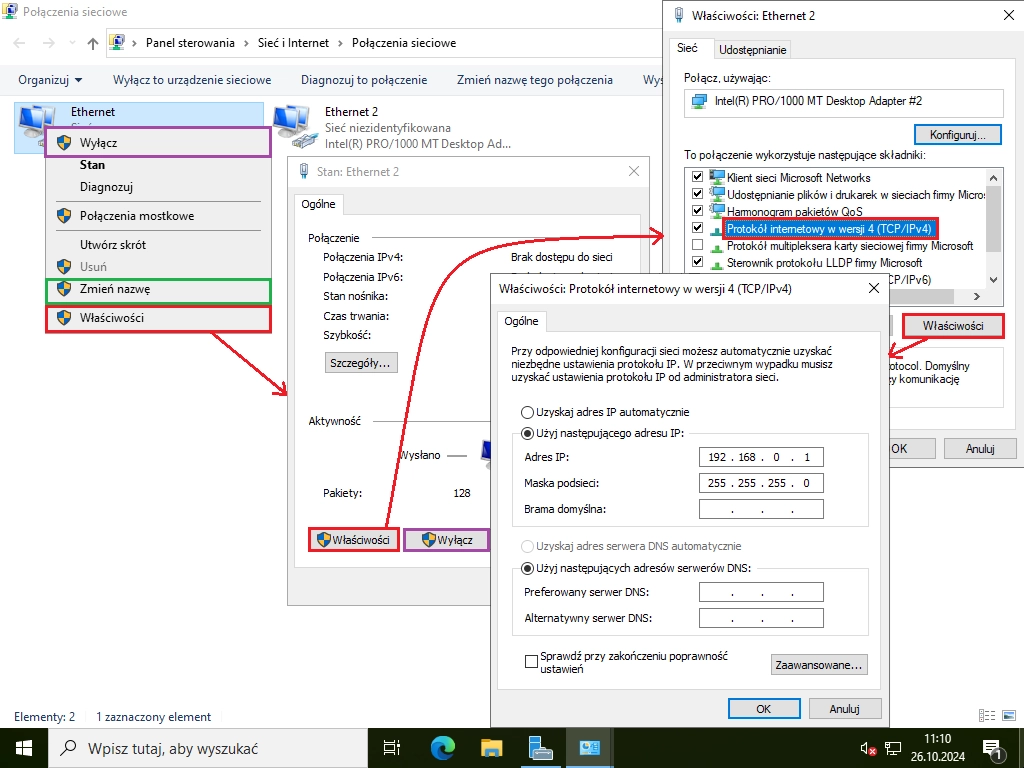 Połączenia sieciowe
Panel sterowania
Sieć i Internet
Połączenia sieciowe
Organizuj
Wyłącz to urządzenie sieciowe
Diagnozuj to połączenie
Zmień nazwę tego połączenia
Ethernet
Wyłącz
Stan
Diagnozuj
Połączenia mostkowe
Utwórz skrót
Usuń
Zmień nazwę
Właściwości
Ethernet 2
Sieć niezidentyfikowana
Intel(R) PRO/1000 MT Desktop Ad...
Stan: Ethernet 2
Ogólne
Połączenie
Połączenia IPv4:
Brak dostępu do sieci
Połączenia IPv6:
Stan nośnika:
Czas trwania:
Szybkość:
Szczegóły...
Aktywność
Wysłano
Pakiety:
128
Właściwości
Wyłącz
Właściwości: Ethernet 2
Sieć
Udostępnianie
Połącz, używając:
Intel(R) PRO/1000 MT Desktop Adapter #2
Konfiguruj...
To połączenie wykorzystuje następujące składniki:
Klient sieci Microsoft Networks
Udostępnianie plików i drukarek w sieciach firmy Micros
Harmonogram pakietów QoS
Protokół internetowy w wersji 4 (TCP/IPv4)
Protokół multipleksera karty sieciowej firmy Microsoft
Sterownik protokołu LLDP firmy Microsoft
CP/IPv6)
Właściwości
otocol. Domyślny
zy komunikację
OK
Anuluj
Właściwości: Protokół internetowy w wersji 4 (TCP/IPv4)
Ogólne
Przy odpowiedniej konfiguracji sieci możesz automatycznie uzyskać
niezbędne ustawienia protokołu IP. W przeciwnym wypadku musisz
uzyskać ustawienia protokołu IP od administratora sieci.
Uzyskaj adres IP automatycznie
Użyj następującego adresu IP:
Adres IP:
192 . 168 . 0 . 1
Maska podsieci:
255 . 255 . 255 . 0
Brama domyślna:
. . .
Uzyskaj adres serwera DNS automatycznie
Użyj następujących adresów serwerów DNS:
Preferowany serwer DNS:
. . .
Alternatywny serwer DNS:
. . .
Sprawdź przy zakończeniu poprawność
ustawień
Zaawansowane...
OK
Anuluj
Elementy: 2
1 zaznaczony element
Wpisz tutaj, aby wyszukać
11:10
26.10.2024
1